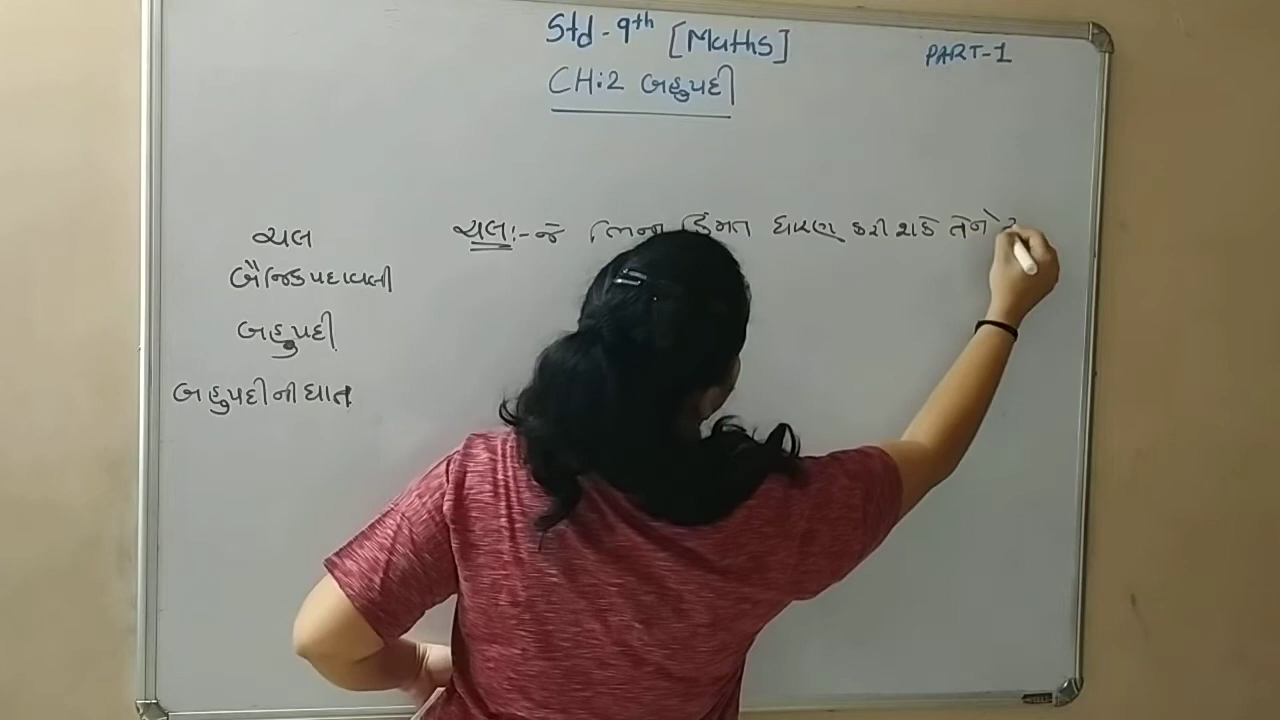 Std - 9th [Maths]
PART-1
CH:2 બહુપદી
ચલ
બૈજિકપદાવલી
બહુપદી
બહુપદીની ઘાત
ચલ :- જે ભિન્ન કિંમત ધારણ કરી શકે તેને